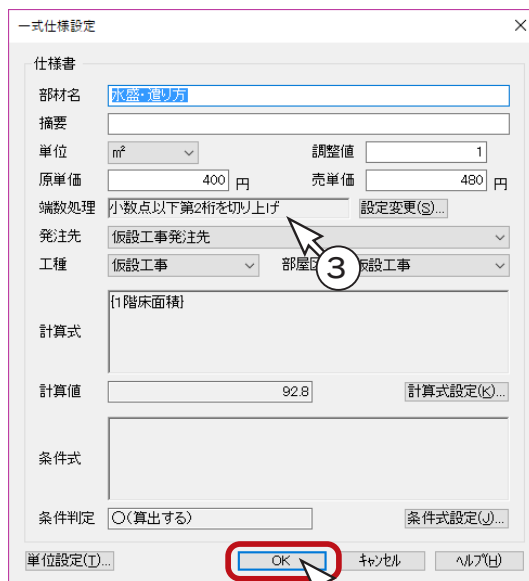 一式仕様設定
仕様書
部材名 水盛・遣り方
摘要
単位 m² 調整値 1
原単価 400 円 売単価 480 円
端数処理 小数点以下第2桁を切り上げ 設定変更(S)...
発注先 仮設工事発注先
工種 仮設工事 部屋 仮設工事
③
{1階床面積}
計算式
計算値 92.8 計算式設定(K)...
条件式
条件判定 〇(算出する) 条件式設定(J)...
単位設定(T)... OK キャンセル ヘルプ(H)